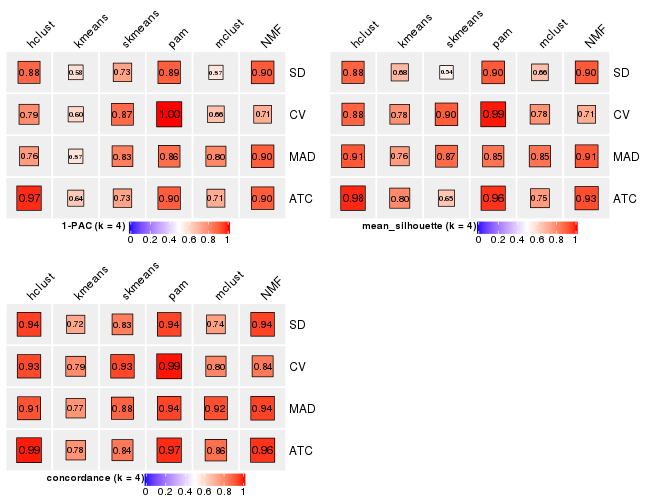 hclust kmeans skmeans pam mclust NMF
0.88 0.58 0.73 0.89 0.57 0.90 SD
0.79 0.60 0.87 1.00 0.66 0.71 CV
0.76 0.57 0.83 0.86 0.80 0.90 MAD
0.97 0.64 0.73 0.90 0.71 0.90 ATC
1-PAC (k = 4)
0 0.2 0.4 0.6 0.8 1
hclust kmeans skmeans pam mclust NMF
0.88 0.68 0.54 0.90 0.66 0.90 SD
0.88 0.78 0.90 0.99 0.78 0.71 CV
0.91 0.76 0.87 0.85 0.85 0.91 MAD
0.98 0.80 0.65 0.96 0.75 0.93 ATC
mean_silhouette (k = 4)
0 0.2 0.4 0.6 0.8 1
hclust kmeans skmeans pam mclust NMF
0.94 0.72 0.83 0.94 0.74 0.94 SD
0.93 0.79 0.93 0.99 0.80 0.84 CV
0.91 0.77 0.88 0.94 0.92 0.94 MAD
0.99 0.78 0.84 0.97 0.86 0.96 ATC
concordance (k = 4)
0 0.2 0.4 0.6 0.8 1